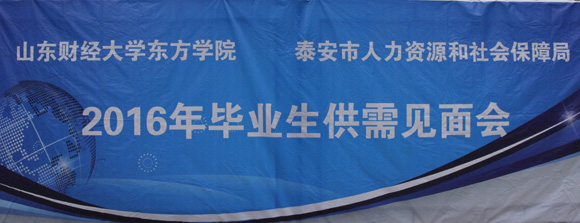 山东财经大学东方学院 泰安市人力资源和社会保障局
2016年毕业生供需见面会